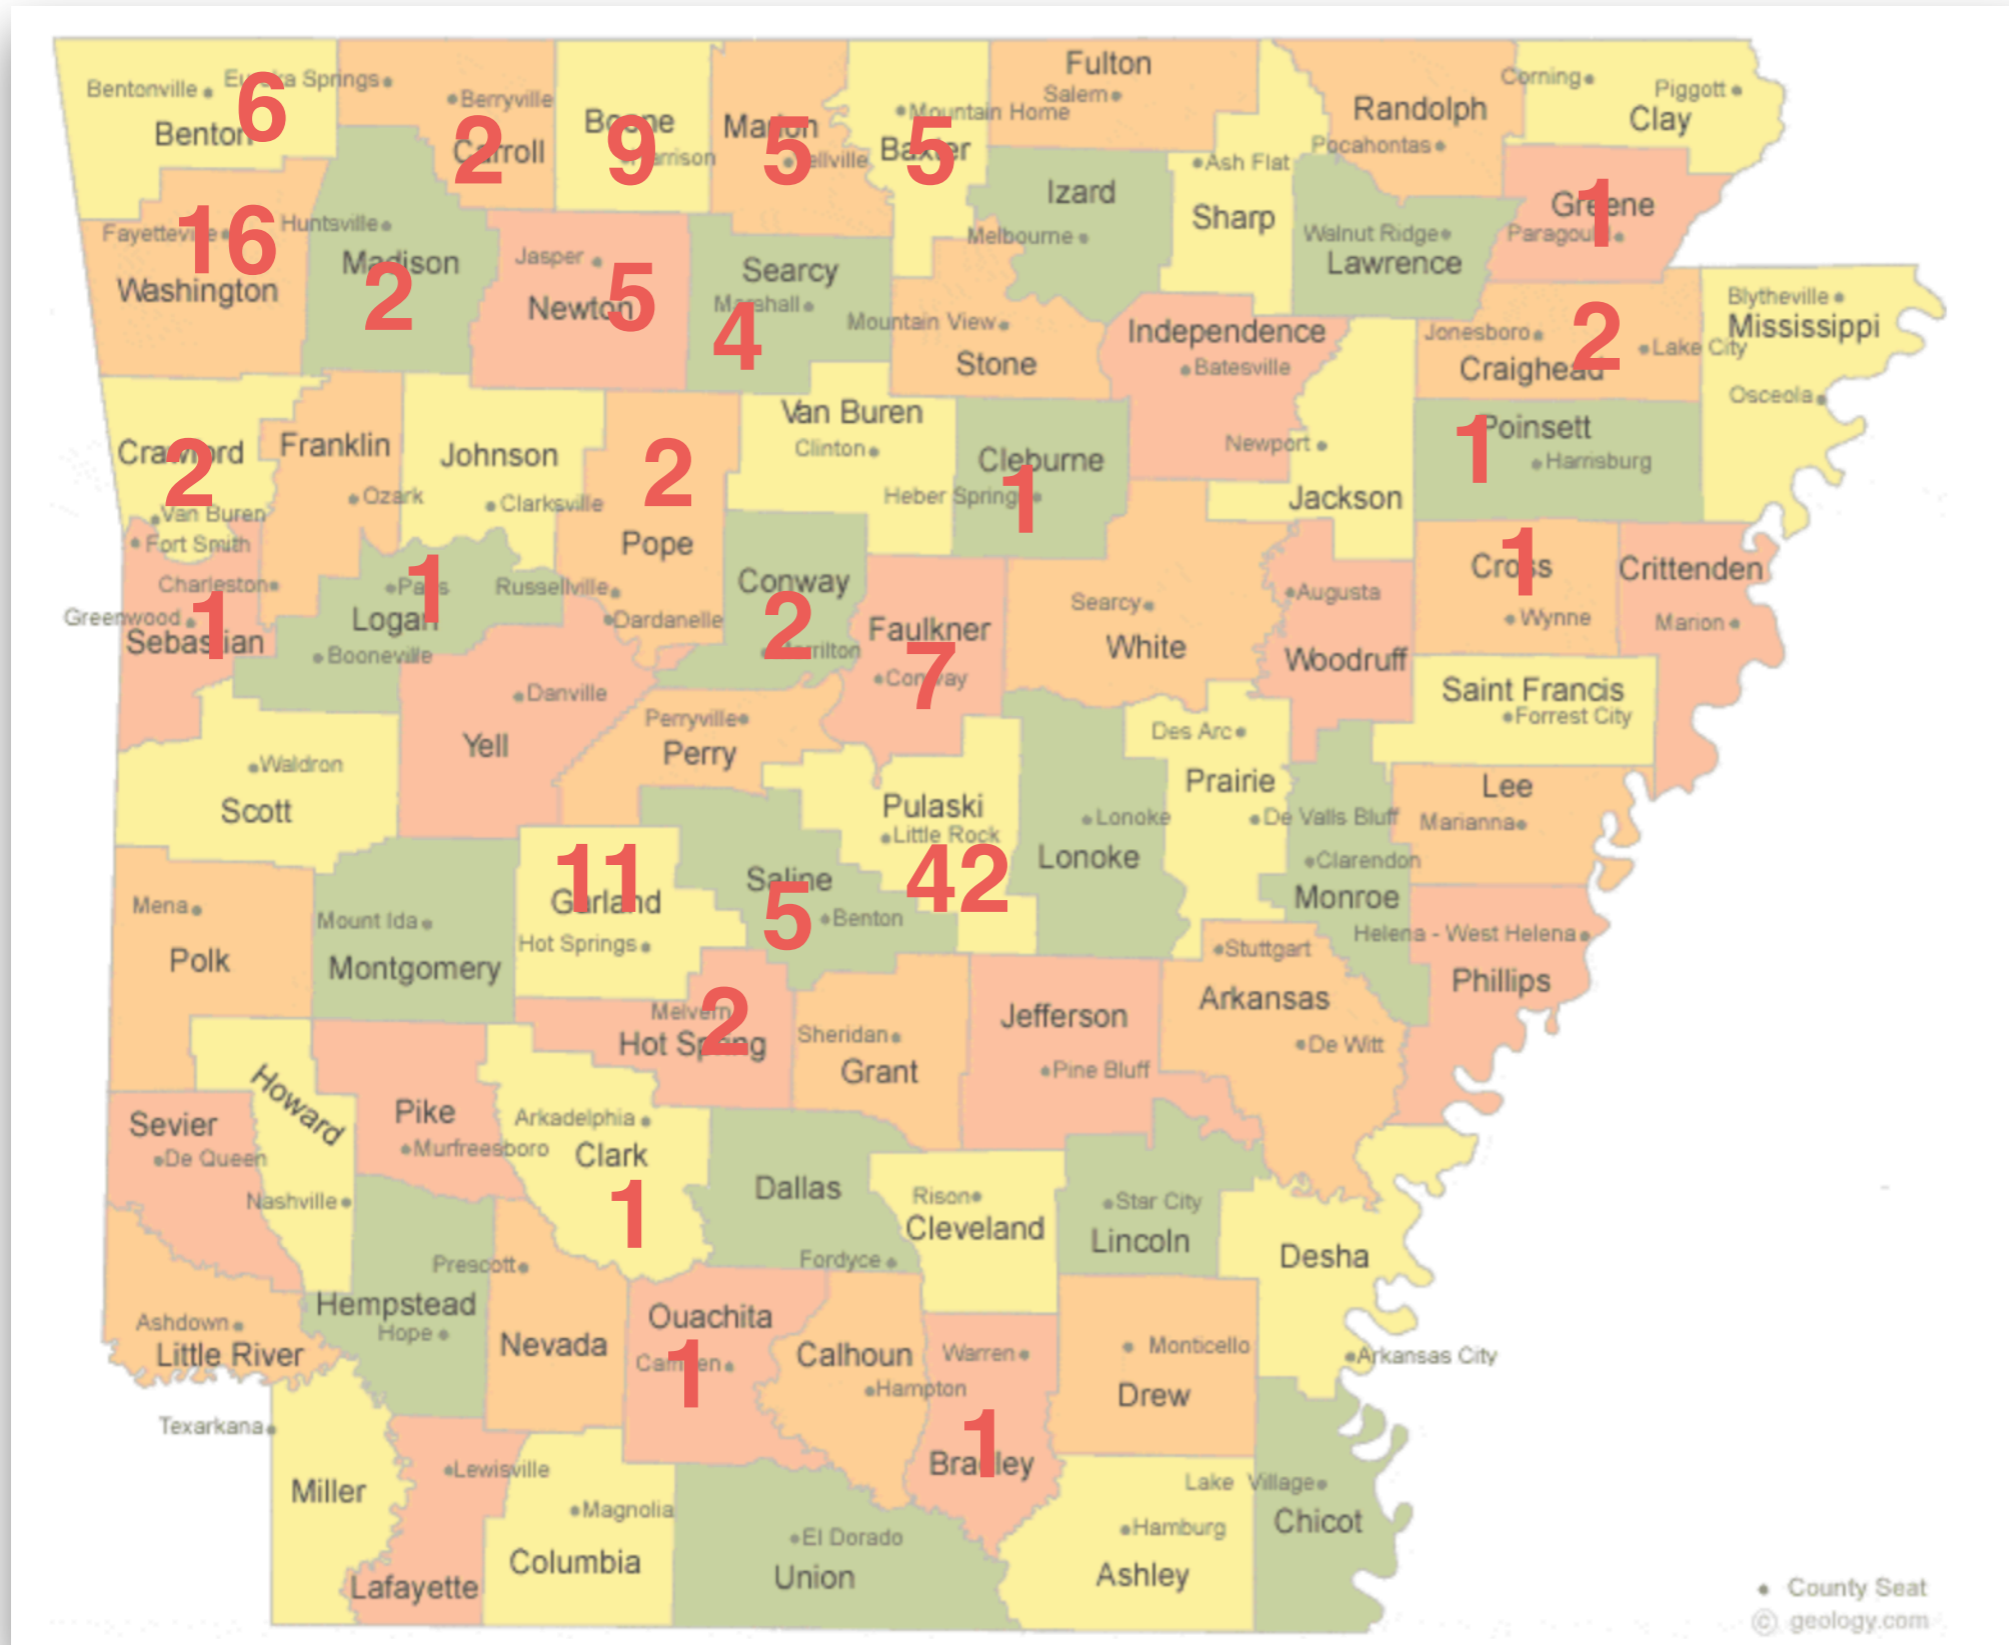 Fulton
Bentonville
Eureka Springs
Berryville
Salem
Corning
Piggott
Benton
6
Carroll
2
Boone
Harrison
9
Marion
Yellville
5
Mountain Home
Baxter
5
Randolph
Pocahontas
Clay
Izard
Melbourne
Ash Flat
Sharp
Walnut Ridge
Lawrence
Greene
Paragould
1
Fayetteville
16
Washington
Huntsville
Madison
2
Jasper
Newton
5
Searcy
Marshall
4
Mountain View
Stone
Independence
Batesville
Newport
Jackson
Jonesboro
Lake City
Craighead
2
Blytheville
Mississippi
Osceola
Crawford
2
Van Buren
Franklin
Ozark
Johnson
Clarksville
2
Pope
Russellville
Dardanelle
Van Buren
Clinton
Cleburne
Heber Springs
1
Poinsett
1
Harrisburg
Fort Smith
Charleston
Greenwood
Sebastian
1
Paris
Logan
1
Booneville
Conway
2
Morrilton
Faulkner
7
Conway
Searcy
White
Augusta
Woodruff
Cross
1
Wynne
Crittenden
Marion
Waldron
Scott
Danville
Yell
Perryville
Perry
Pulaski
Little Rock
42
Lonoke
Lonoke
Des Arc
Prairie
De Valls Bluff
Saint Francis
Forrest City
Lee
Marianna
Clarendon
Monroe
Mena
Polk
Mount Ida
Montgomery
11
Garland
Hot Springs
Saline
5
Benton
Helena - West Helena
Phillips
Melvern
Hot Spring
2
Sheridan
Grant
Jefferson
Pine Bluff
Stuttgart
Arkansas
De Witt
Howard
Nashville
Sevier
De Queen
Pike
Murfreesboro
Arkadelphia
Clark
1
Dallas
Fordyce
Rison
Cleveland
Star City
Lincoln
Desha
Ashdown
Little River
Hempstead
Hope
Prescott
Nevada
Ouachita
Camden
1
Calhoun
Hampton
Warren
Bradley
1
Monticello
Drew
Arkansas City
Texarkana
Miller
Lewisville
Lafayette
Magnolia
Columbia
El Dorado
Union
Hamburg
Ashley
Lake Village
Chicot
County Seat
© geology.com